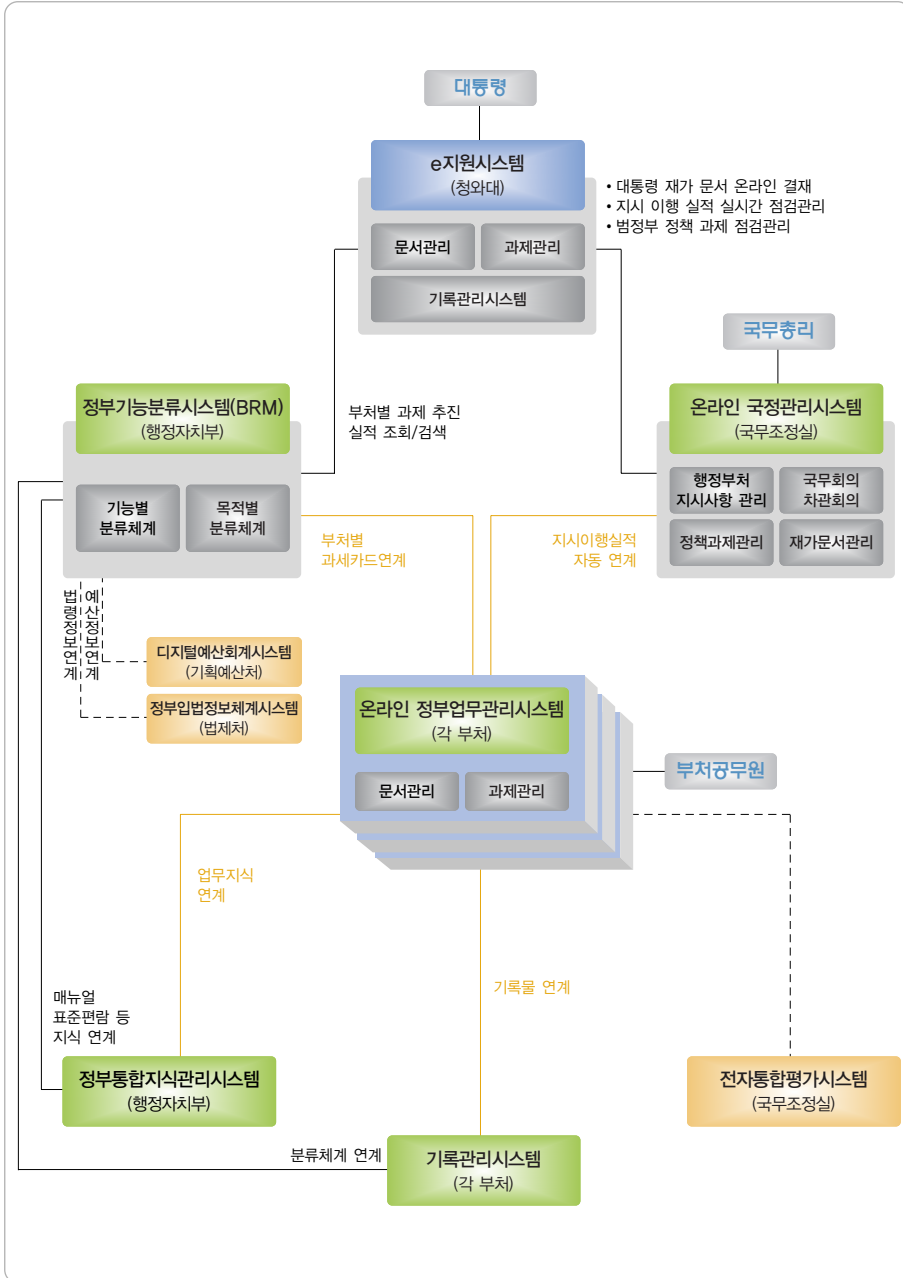 대통령
e지원시스템
(청와대)
• 대통령 재가 문서 온라인 결재
• 지시 이행 실적 실시간 점검관리
• 범정부 정책 과제 점검관리
문서관리
과제관리
기록관리시스템
국무총리
정부기능분류시스템(BRM)
(행정자치부)
부처별 과제 추진
실적 조회/검색
온라인 국정관리시스템
(국무조정실)
기능별
분류체계
목적별
분류체계
행정부처
지시사항 관리
국무회의
차관회의
정책과제관리
재가문서관리
부처별
과세카드연계
지시이행실적
자동 연계
법령정보연계
예산정보연계
디지털예산회계시스템
(기획예산처)
정부입법정보체계시스템
(법제처)
온라인 정부업무관리시스템
(각 부처)
문서관리
과제관리
부처공무원
업무지식
연계
기록물 연계
매뉴얼
표준편람 등
지식 연계
정부통합지식관리시스템
(행정자치부)
전자통합평가시스템
(국무조정실)
분류체계 연계
기록관리시스템
(각 부처)